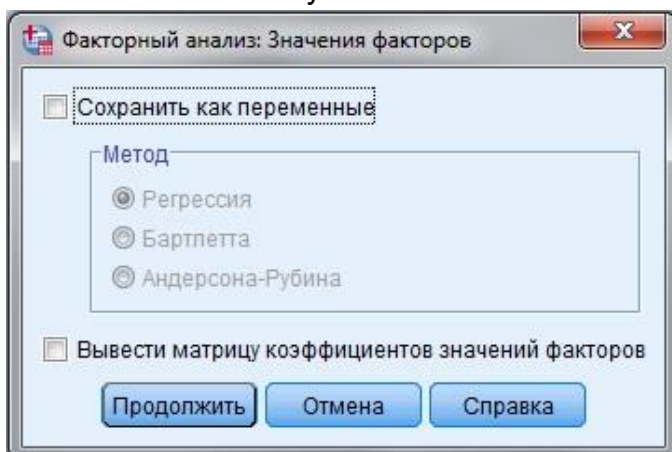 Факторный анализ: Значения факторов
Сохранить как переменные
Метод
Регрессия
Бартлетта
Андерсона-Рубина
Вывести матрицу коэффициентов значений факторов
Продолжить Отмена Справка